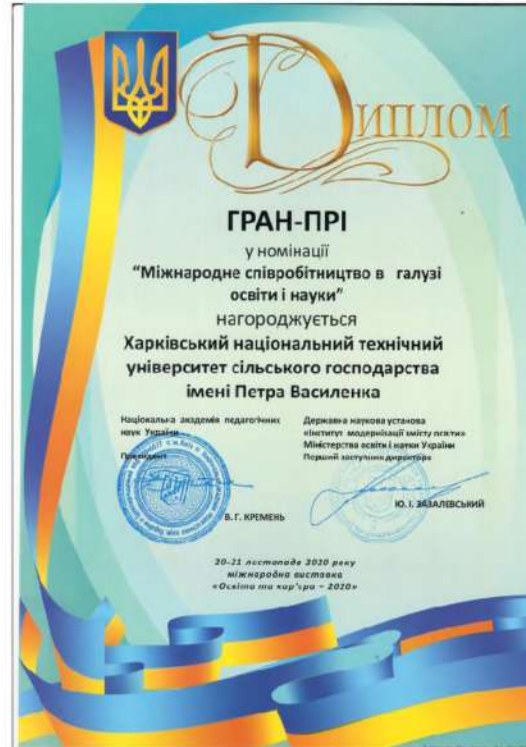 Диплом
ГРАН-ПРІ
у номінації
“Міжнародне співробітництво в галузі
освіти і науки”
нагороджується
Харківський національний технічний
університет сільського господарства
імені Петра Василенка
Національна академія педагогічних
наук України
Президент
В. Г. КРЕМЕНЬ
Державна наукова установа
«Інститут модернізації змісту освіти»
Міністерства освіти і науки України
Перший заступник директора
Ю. І. ЗАЗАЛЕВСЬКИЙ
20-21 листопада 2020 року
міжнародна виставка
«Освіта та кар'єра – 2020»